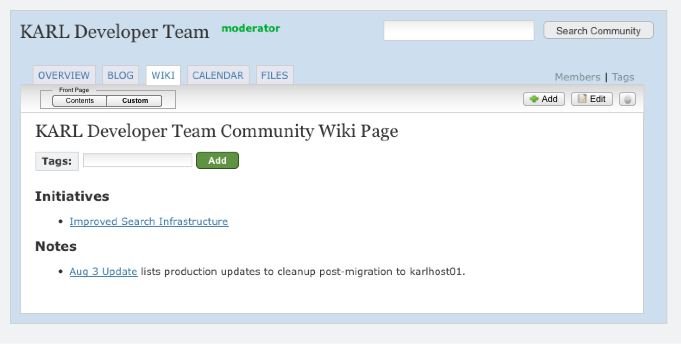 KARL Developer Team moderator
Search Community
OVERVIEW BLOG WIKI CALENDAR FILES
Members | Tags
Front Page
Contents Custom
Add Edit
KARL Developer Team Community Wiki Page
Tags: Add
Initiatives
• Improved Search Infrastructure
Notes
• Aug 3 Update lists production updates to cleanup post-migration to karlhost01.